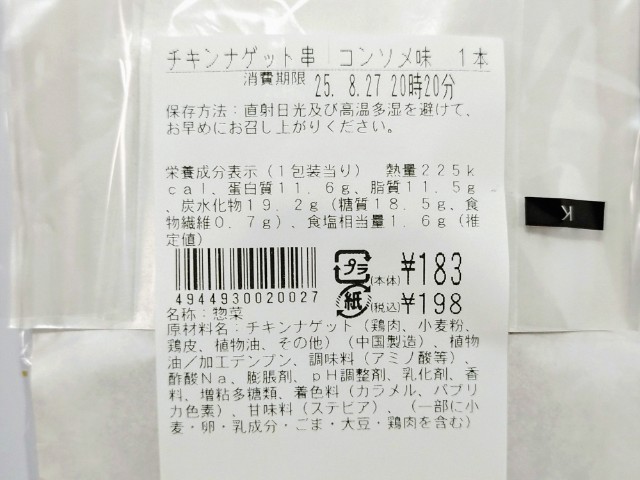 チキンナゲット串 コンソメ味 1本
消費期限 25. 8.27 20時20分
保存方法：直射日光及び高温多湿を避けて、
お早めにお召し上がりください。
栄養成分表示（1包装当り） 熱量225k
cal、蛋白質11.6g、脂質11.5g
、炭水化物19.2g（糖質18.5g、食
物繊維0.7g）、食塩相当量1.6g（推
定値）
プラ (本体) ¥183
紙 (税込) ¥198
4944930020027
名称：惣菜
原材料名：チキンナゲット（鶏肉、小麦粉、
鶏皮、植物油、その他）（中国製造）、植物
油／加工デンプン、調味料（アミノ酸等）、
酢酸Na、膨脹剤、pH調整剤、乳化剤、香
料、増粘多糖類、着色料（カラメル、パプリ
カ色素）、甘味料（ステビア）、（一部に小
麦・卵・乳成分・ごま・大豆・鶏肉を含む）
K